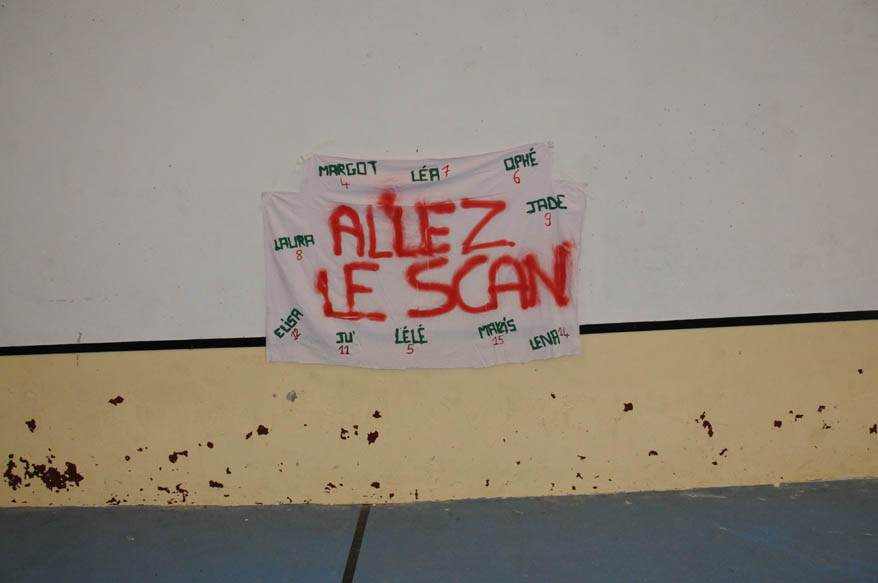 MARGOT
4
LÉA 7
OPHÉ
6
JADE
9
LAURA
8
ALLEZ
LE SCAN
ELISA
12
JU'
11
LÉLÉ
5
15
LENA 14